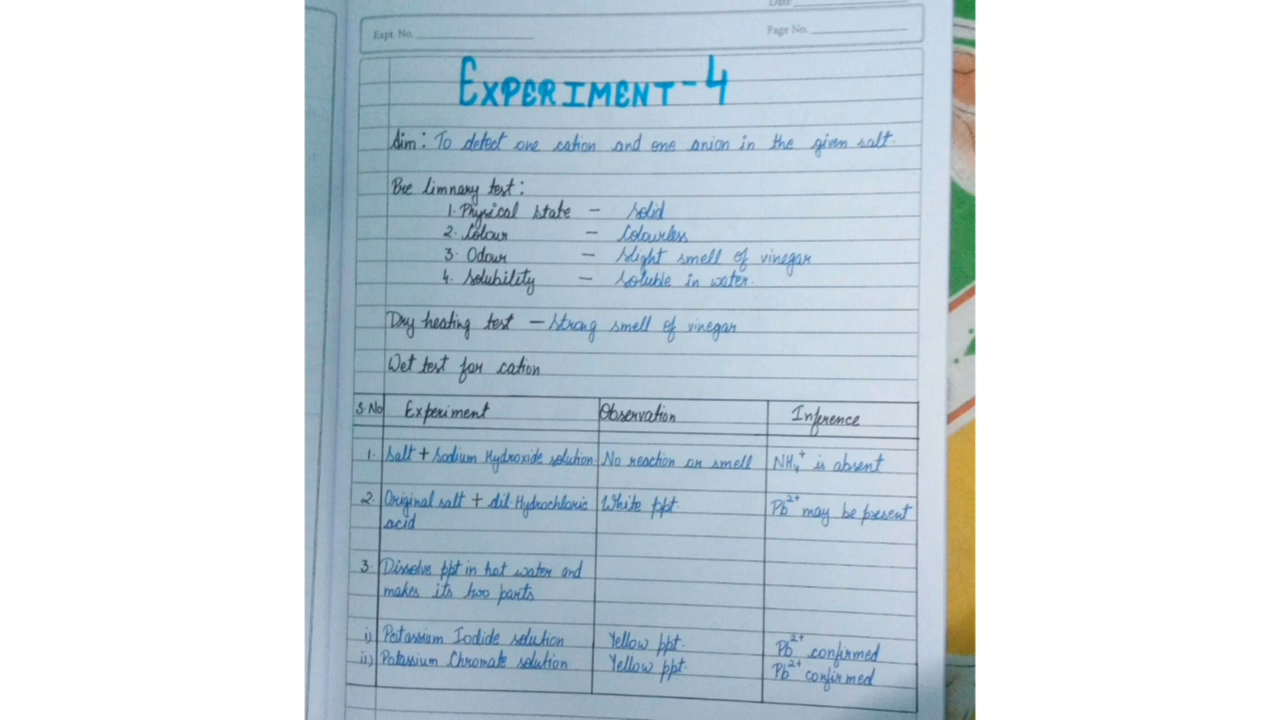 Date
Expt. No.
Page No.
EXPERIMENT-4
Aim: To detect one cation and one anion in the given salt.
Pre limnary test:
1. Physical state - Solid
2. Colour - Colourless
3. Odour - Slight smell of vinegar
4. Solubility - Soluble in water.
Dry heating test - Strong smell of vinegar
Wet test for cation
S.No Experiment Observation Inference
1. Salt + Sodium Hydroxide solution No reaction or smell NH₄⁺ is absent
2. Original salt + dil. Hydrochloric White ppt. Pb²⁺ may be present
acid
3. Dissolve ppt in hot water and
makes its two parts
i) Potassium Iodide solution Yellow ppt. Pb²⁺ confirmed
ii) Potassium Chromate solution Yellow ppt. Pb²⁺ confirmed